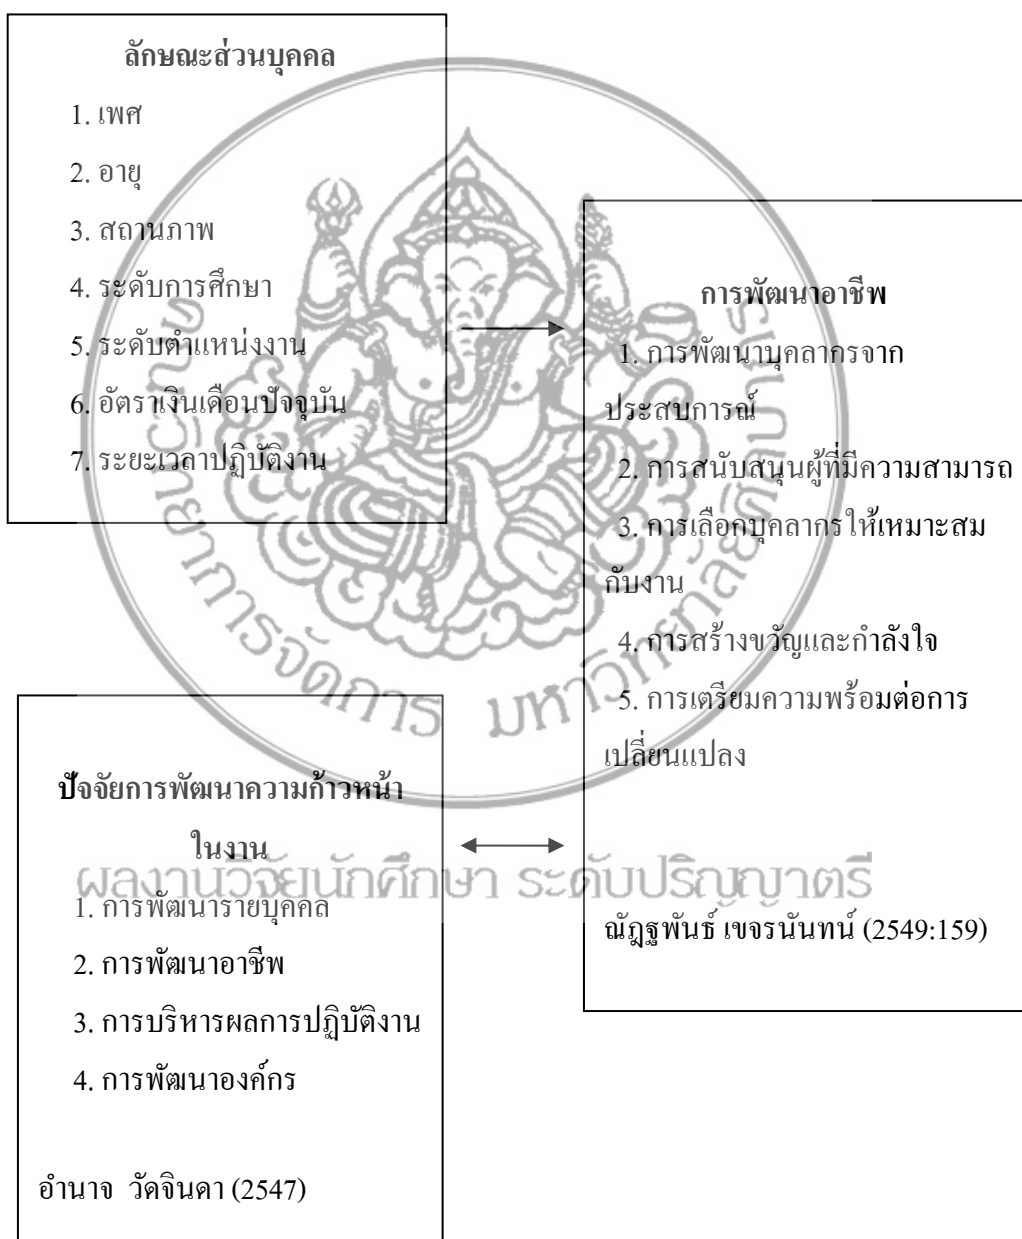 ลักษณะส่วนบุคคล
1. เพศ
2. อายุ
3. สถานภาพ
4. ระดับการศึกษา
5. ระดับตำแหน่งงาน
6. อัตราเงินเดือนปัจจุบัน
7. ระยะเวลาปฏิบัติงาน
การพัฒนาอาชีพ
1. การพัฒนาบุคลากรจาก
ประสบการณ์
2. การสนับสนุนผู้ที่มีความสามารถ
3. การเลือกบุคลากรให้เหมาะสม
กับงาน
4. การสร้างขวัญและกำลังใจ
5. การเตรียมความพร้อมต่อการ
เปลี่ยนแปลง
ณัฏฐพันธ์ เขจรนันทน์ (2549:159)
ปัจจัยการพัฒนาความก้าวหน้า
ในงาน
1. การพัฒนารายบุคคล
2. การพัฒนาอาชีพ
3. การบริหารผลการปฏิบัติงาน
4. การพัฒนาองค์กร
อำนาจ วัดจินดา (2547)
ผลงานวิจัยนักศึกษา ระดับปริญญาตรี